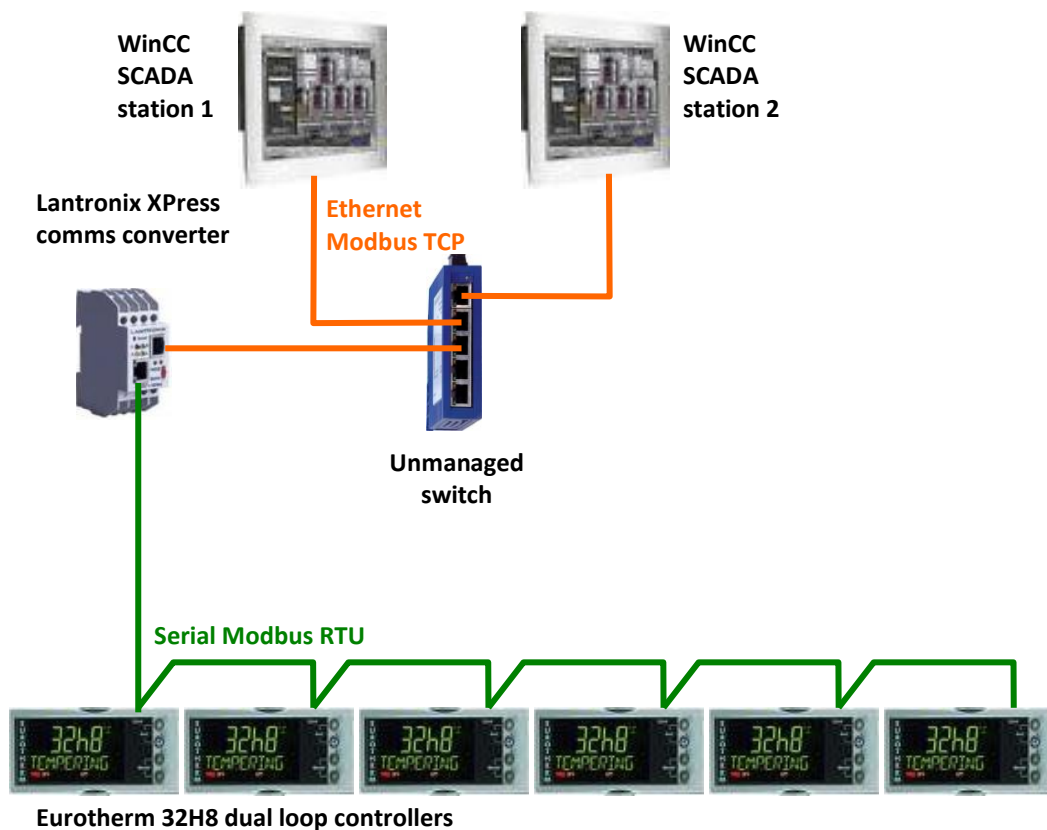 WinCC
SCADA
station 1
WinCC
SCADA
station 2
Lantronix XPress
comms converter
Ethernet
Modbus TCP
LANTRONIX
Unmanaged
switch
Serial Modbus RTU
32h8
TEMPERING
32h8
TEMPERING
32h8
TEMPERING
32h8
TEMPERING
32h8
TEMPERING
32h8
TEMPERING
Eurotherm 32H8 dual loop controllers